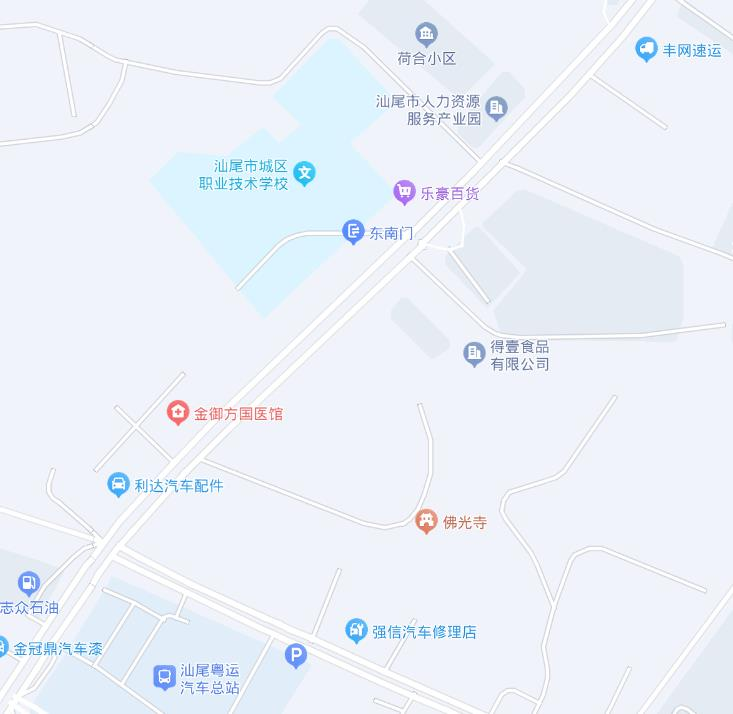 荷合小区
丰网速运
汕尾市人力资源
服务产业园
汕尾市城区
职业技术学校
乐豪百货
东南门
得壹食品
有限公司
金御方国医馆
利达汽车配件
佛光寺
志众石油
强信汽车修理店
金冠鼎汽车漆
P
汕尾粤运
汽车总站